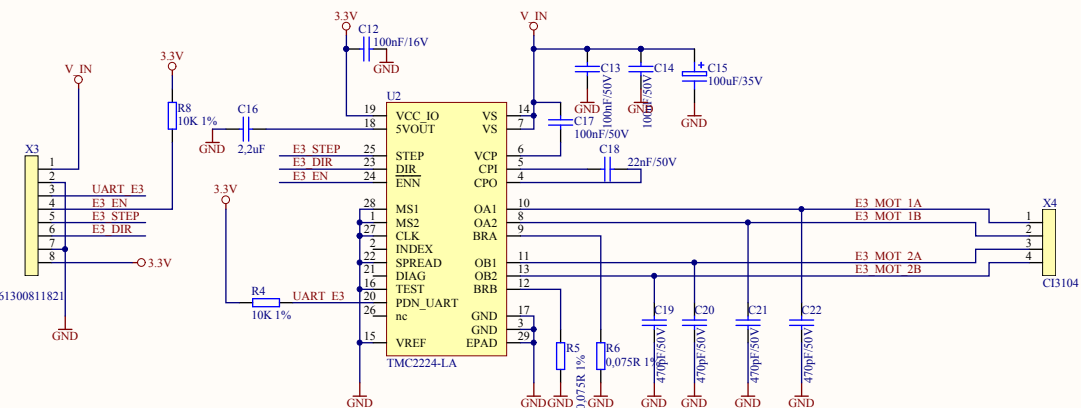 3.3V
C12
100nF/16V
GND
V_IN
C13
100nF/50V
GND
C14
100nF/50V
GND
C15
+
100uF/35V
GND
V_IN
3.3V
R8
10K 1%
C16
2,2uF
GND
U2
19 VCC_IO
18 5VOUT
25 STEP
23 DIR
24 ENN
28 MS1
1 MS2
27 CLK
2 INDEX
22 SPREAD
21 DIAG
16 TEST
20 PDN_UART
26 nc
15 VREF
VS 14
VS 7
VCP 6
CPI 5
CPO 4
OA1 10
OA2 8
BRA 9
OB1 11
OB2 13
BRB 12
GND 17
GND 3
EPAD 29
TMC2224-LA
E3_STEP
E3_DIR
E3_EN
C17
100nF/50V
C18
22nF/50V
X3
1
2
3 UART_E3
4 E3_EN
5 E3_STEP
6 E3_DIR
7
8 3.3V
61300811821
GND
3.3V
R4
10K 1%
UART_E3
GND
E3_MOT_1A
E3_MOT_1B
E3_MOT_2A
E3_MOT_2B
X4
1
2
3
4
CI3104
R5
0,075R 1%
R6
0,075R 1%
C19
470pF/50V
C20
470pF/50V
C21
470pF/50V
C22
470pF/50V
GND
GND
GND
GND
GND
GND
GND